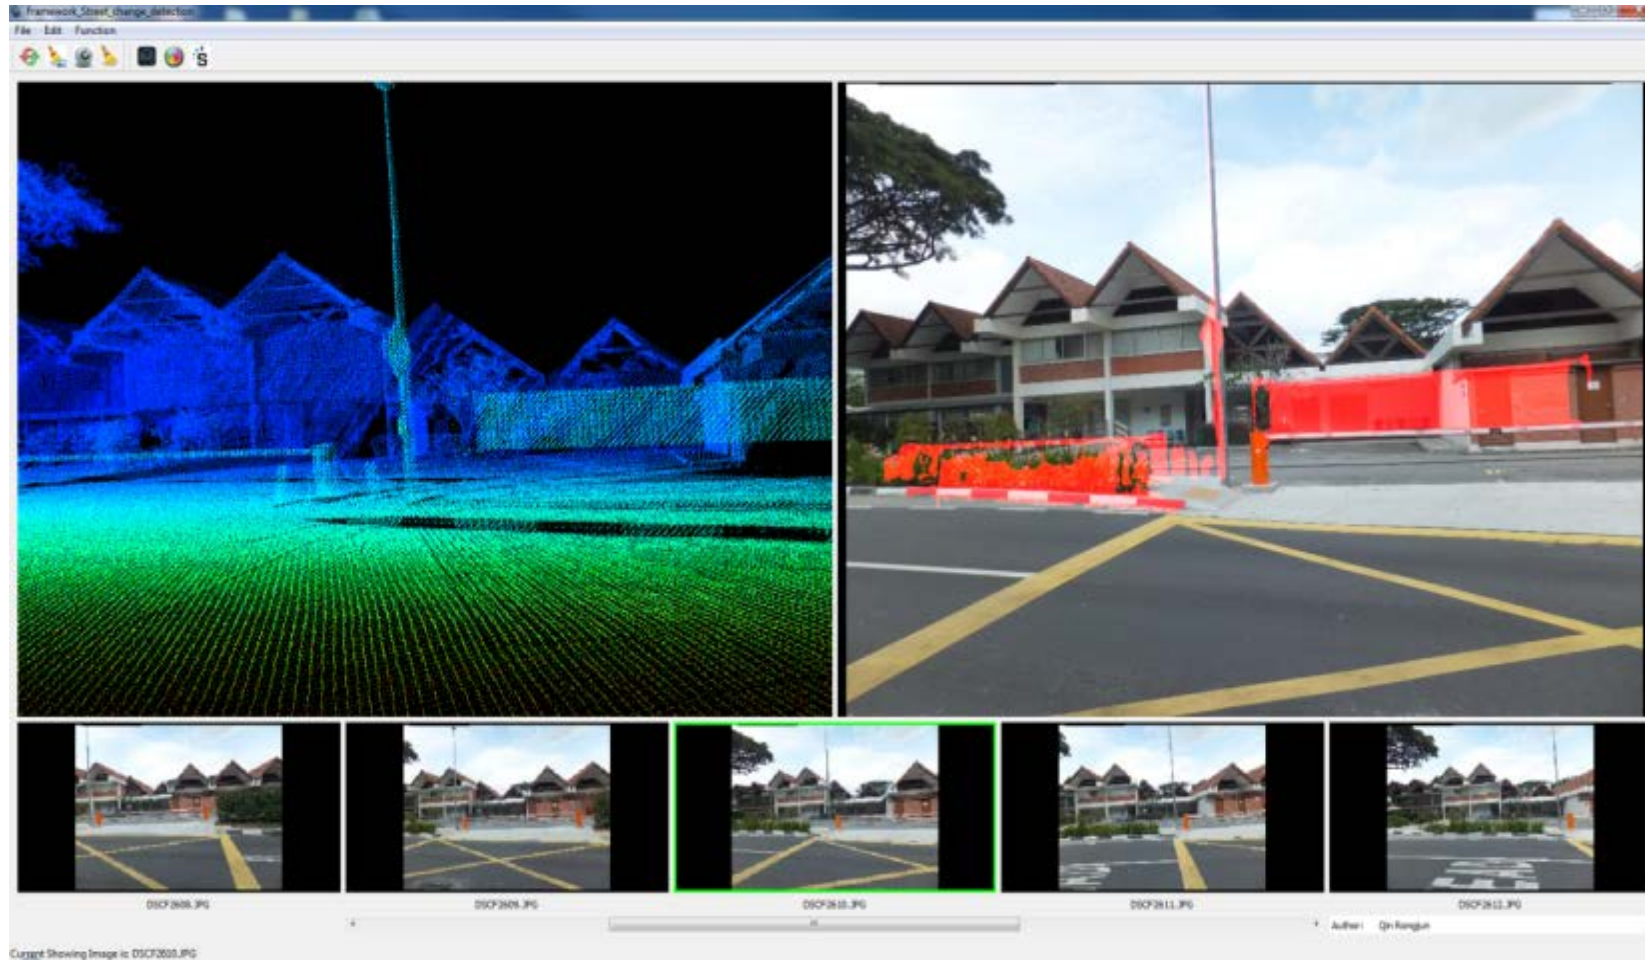 Framework_Street_change_detection
File Edit Function
DSCF2608.JPG
DSCF2609.JPG
DSCF2610.JPG
DSCF2611.JPG
DSCF2612.JPG
Author: Qin Rongjun
Current Showing Image is: DSCF2610.JPG